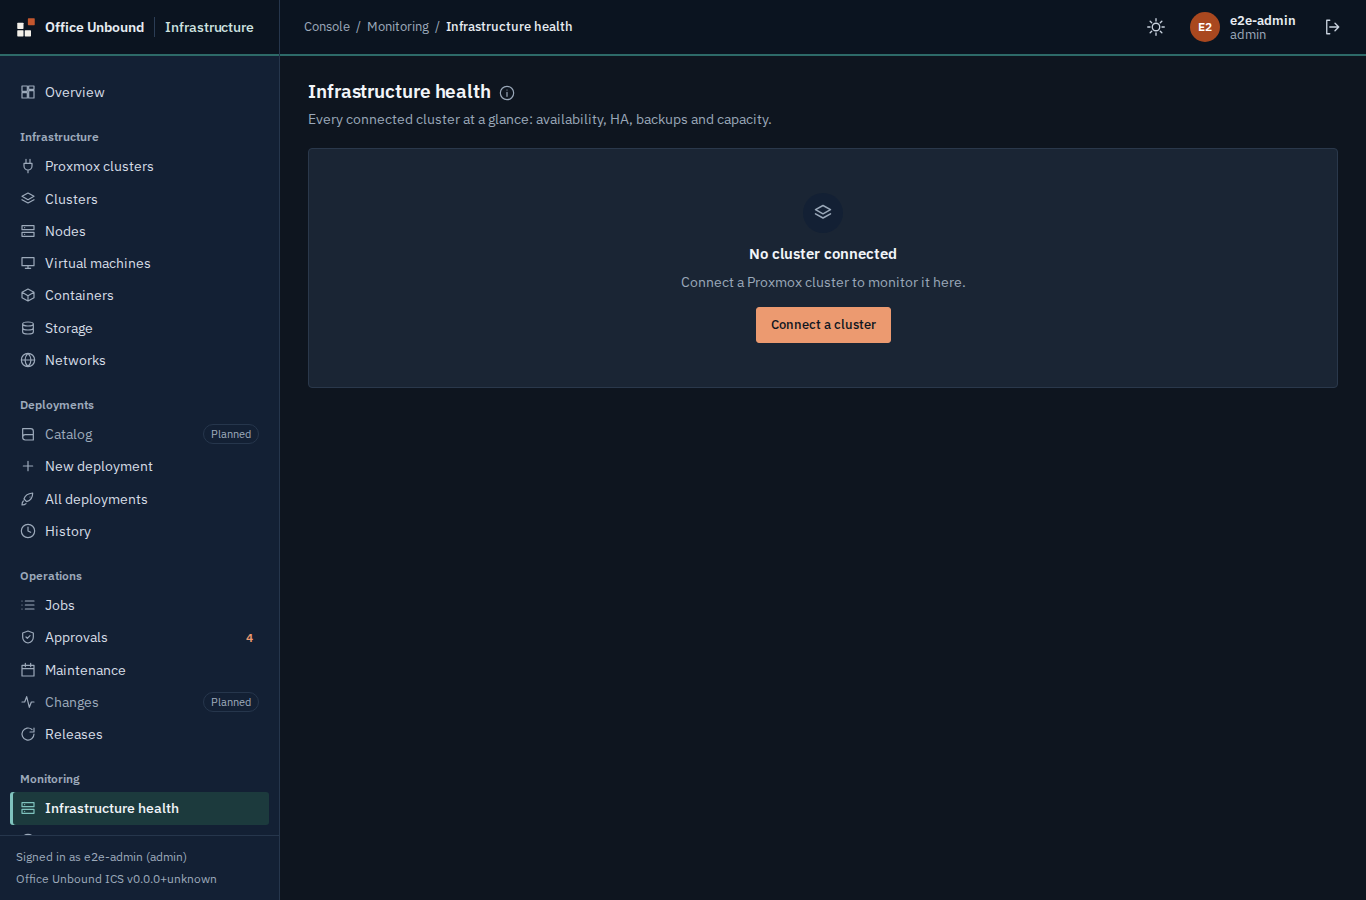 Office Unbound
Infrastructure
Console / Monitoring / Infrastructure health
E2
e2e-admin
admin
Overview
Infrastructure
Proxmox clusters
Clusters
Nodes
Virtual machines
Containers
Storage
Networks
Deployments
Catalog Planned
New deployment
All deployments
History
Operations
Jobs
Approvals 4
Maintenance
Changes Planned
Releases
Monitoring
Infrastructure health
Signed in as e2e-admin (admin)
Office Unbound ICS v0.0.0+unknown
Infrastructure health
Every connected cluster at a glance: availability, HA, backups and capacity.
No cluster connected
Connect a Proxmox cluster to monitor it here.
Connect a cluster